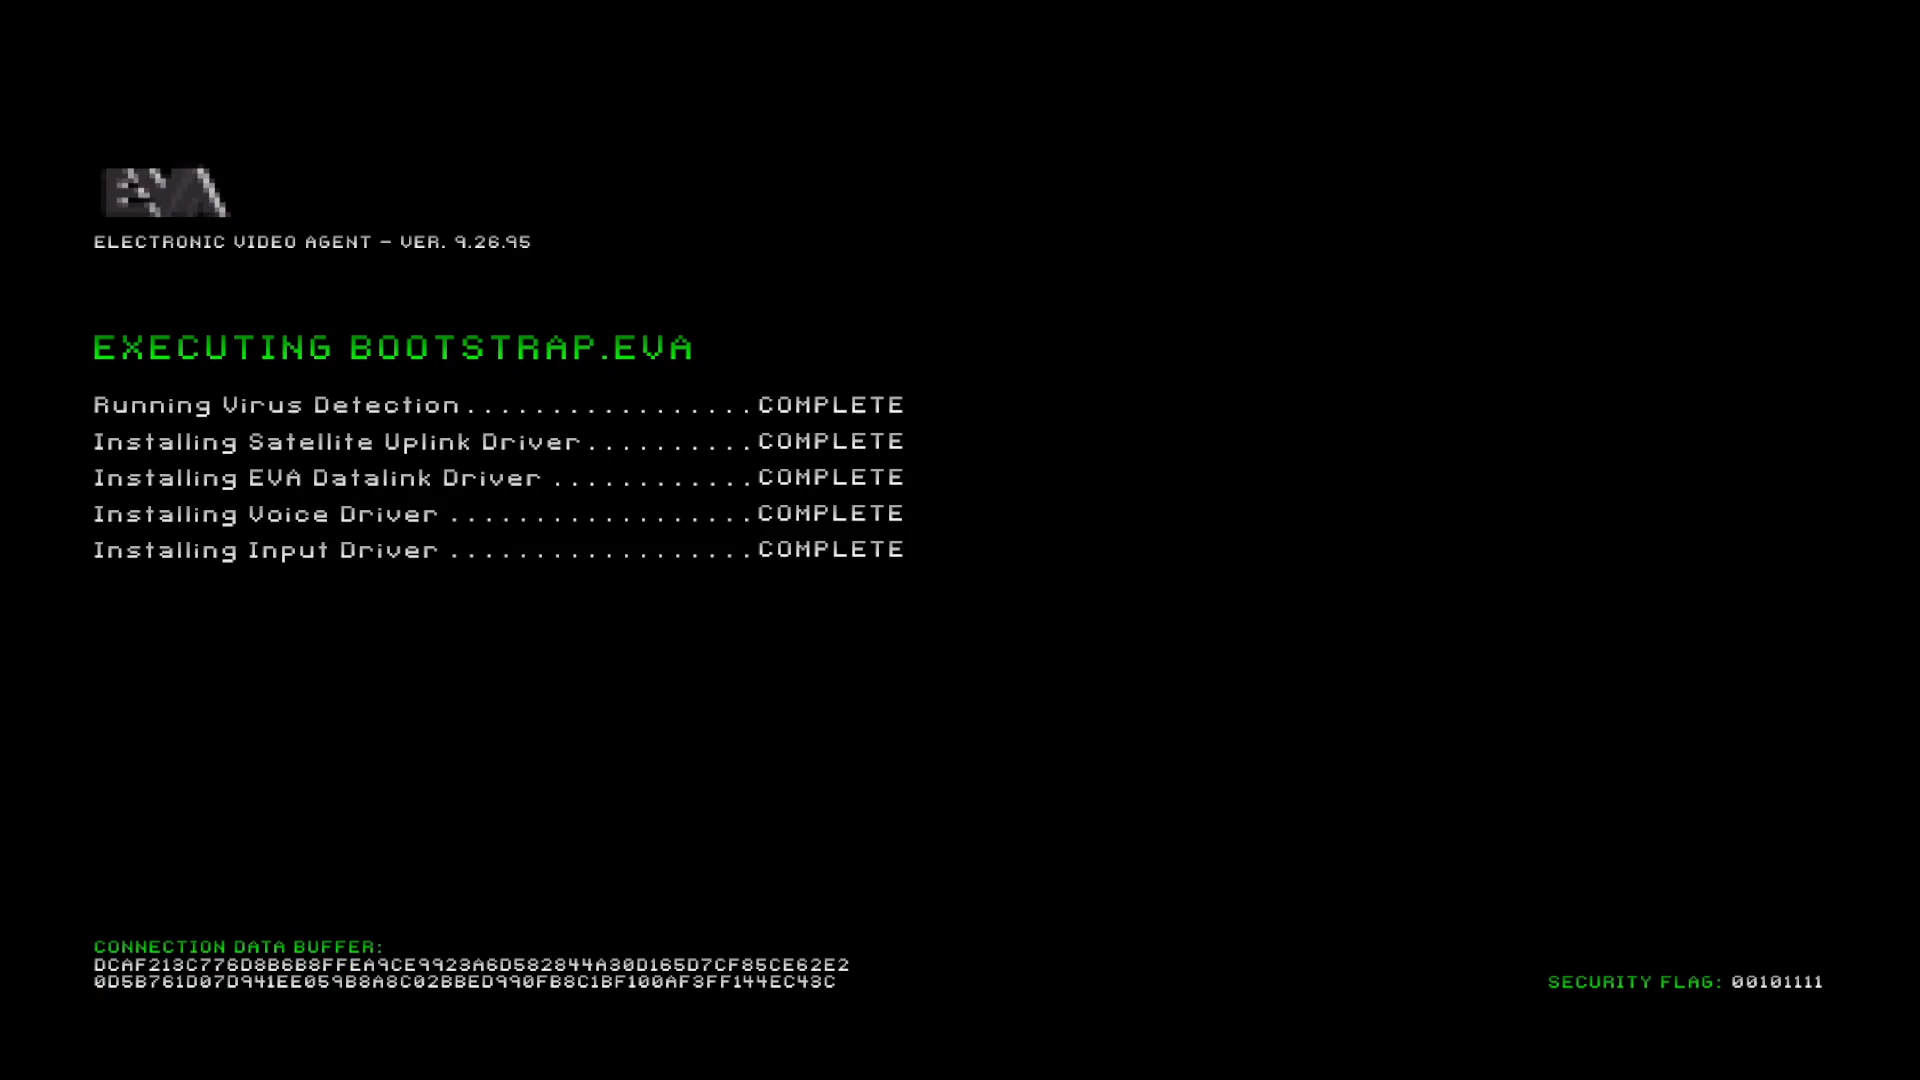 EVA
ELECTRONIC VIDEO AGENT - VER. 9.26.95
EXECUTING BOOTSTRAP.EVA
Running Virus Detection.................COMPLETE
Installing Satellite Uplink Driver..........COMPLETE
Installing EVA Datalink Driver ............COMPLETE
Installing Voice Driver ..................COMPLETE
Installing Input Driver ..................COMPLETE
CONNECTION DATA BUFFER:
DCAF213C776D8B6B8FFEA9CE9923A6D582844A30D165D7CF85CE62E2
0D5B761D07D941EE059B8A8C02BBED990FB8C1BF100AF3FF144EC43C
SECURITY FLAG: 00101111